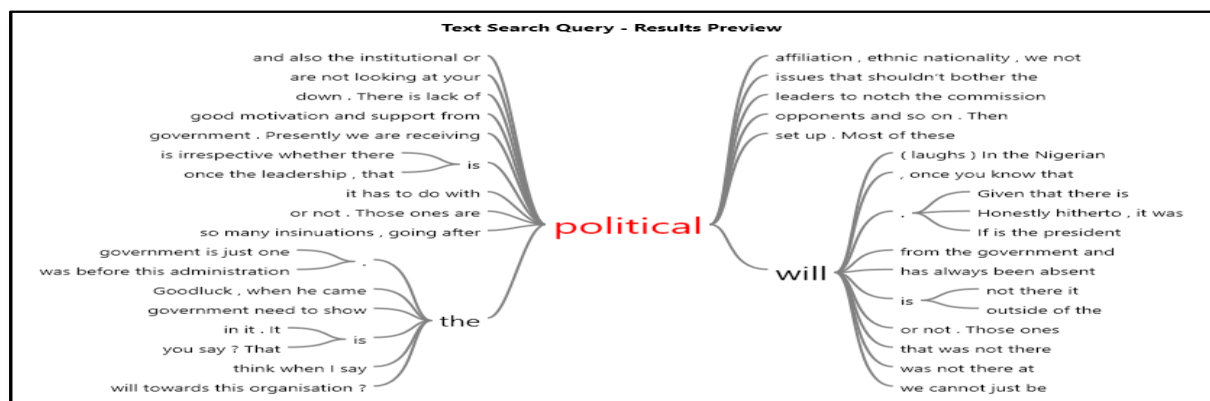 Text Search Query - Results Preview
and also the institutional or
are not looking at your
down . There is lack of
good motivation and support from
government . Presently we are receiving
is irrespective whether there
once the leadership , that
is
it has to do with
or not . Those ones are
so many insinuations , going after
government is just one
was before this administration
.
Goodluck , when he came
government need to show
in it . It
you say ? That
is
think when I say
will towards this organisation ?
the
political
affiliation , ethnic nationality , we not
issues that shouldn't bother the
leaders to notch the commission
opponents and so on . Then
set up . Most of these
will
( laughs ) In the Nigerian
, once you know that
.
Given that there is
Honestly hitherto , it was
If is the president
from the government and
has always been absent
is
not there it
outside of the
or not . Those ones
that was not there
was not there at
we cannot just be